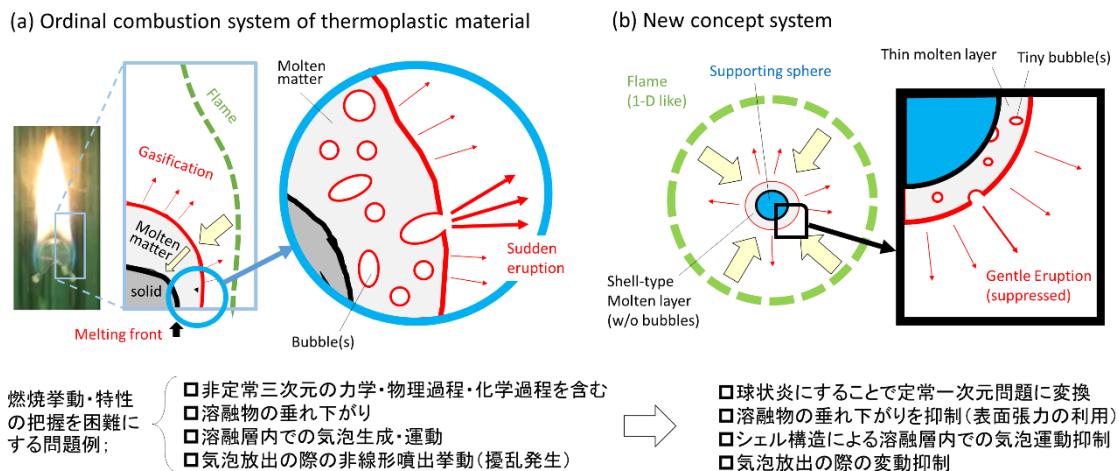 (a) Ordinal combustion system of thermoplastic material
Flame
Gasification
Molten
matter
solid
Melting front
Molten
matter
Sudden
eruption
Bubble(s)
(b) New concept system
Flame
(1-D like)
Supporting sphere
Shell-type
Molten layer
(w/o bubbles)
Thin molten layer
Tiny bubble(s)
Gentle Eruption
(suppressed)
燃焼挙動・特性
の把握を困難に
する問題例;
□非定常三次元の力学・物理過程・化学過程を含む
□溶融物の垂れ下がり
□溶融層内での気泡生成・運動
□気泡放出の際の非線形噴出挙動(擾乱発生)
□球状炎にすることで定常一次元問題に変換
□溶融物の垂れ下がりを抑制(表面張力の利用)
□シェル構造による溶融層内での気泡運動抑制
□気泡放出の際の変動抑制